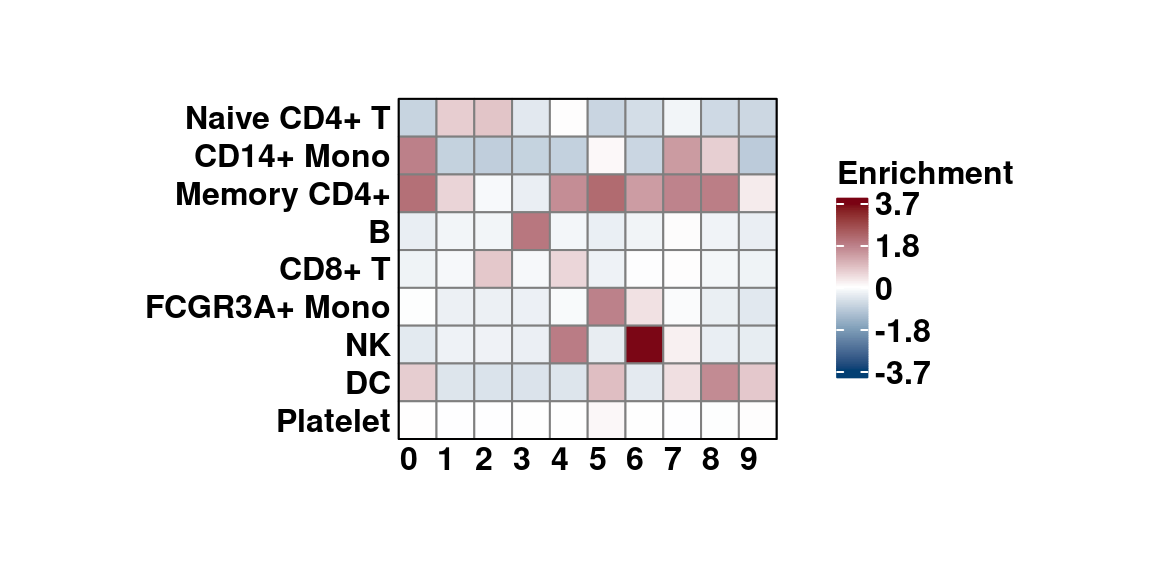 Naive CD4+ T
CD14+ Mono
Memory CD4+
B
CD8+ T
FCGR3A+ Mono
NK
DC
Platelet
0 1 2 3 4 5 6 7 8 9
Enrichment
3.7
1.8
0
-1.8
-3.7